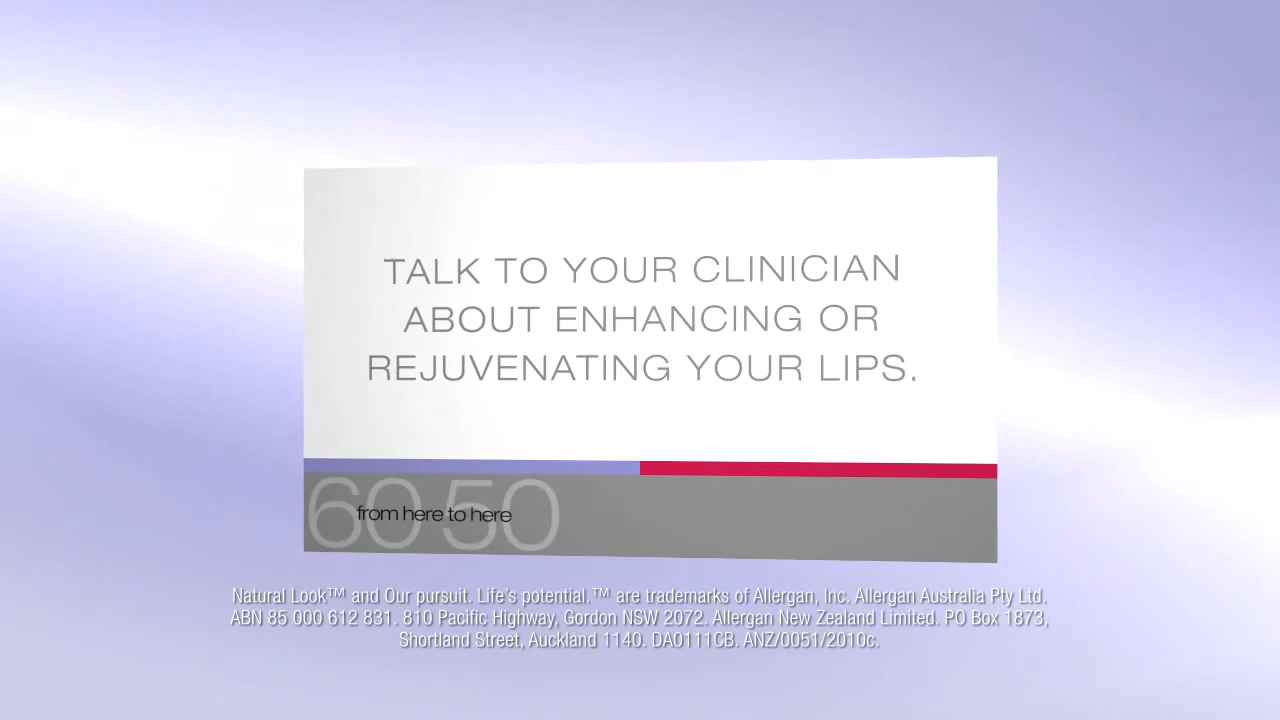 TALK TO YOUR CLINICIAN
ABOUT ENHANCING OR
REJUVENATING YOUR LIPS.
60 50
from here to here
Natural Look™ and Our pursuit. Life's potential.™ are trademarks of Allergan, Inc. Allergan Australia Pty Ltd.
ABN 85 000 612 831. 810 Pacific Highway, Gordon NSW 2072. Allergan New Zealand Limited. PO Box 1873,
Shortland Street, Auckland 1140. DA0111CB. ANZ/0051/2010c.